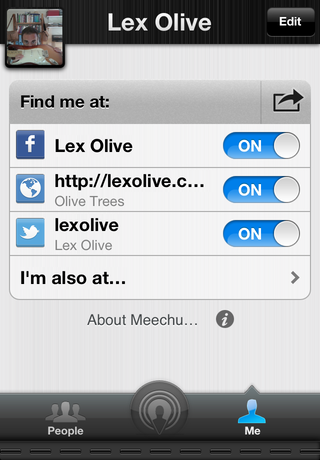 Lex Olive
Edit
Find me at:
Lex Olive
ON
http://lexolive.c...
Olive Trees
ON
lexolive
Lex Olive
ON
I'm also at...
About Meechu...
People
Me